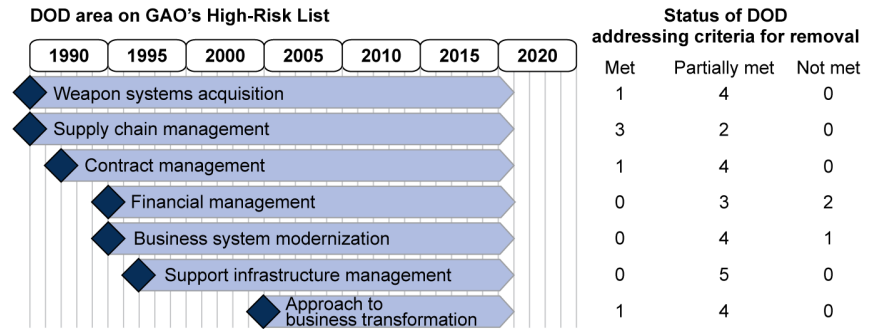 DOD area on GAO's High-Risk List
Status of DOD
addressing criteria for removal
1990 1995 2000 2005 2010 2015 2020
Met Partially met Not met
Weapon systems acquisition 1 4 0
Supply chain management 3 2 0
Contract management 1 4 0
Financial management 0 3 2
Business system modernization 0 4 1
Support infrastructure management 0 5 0
Approach to
business transformation 1 4 0